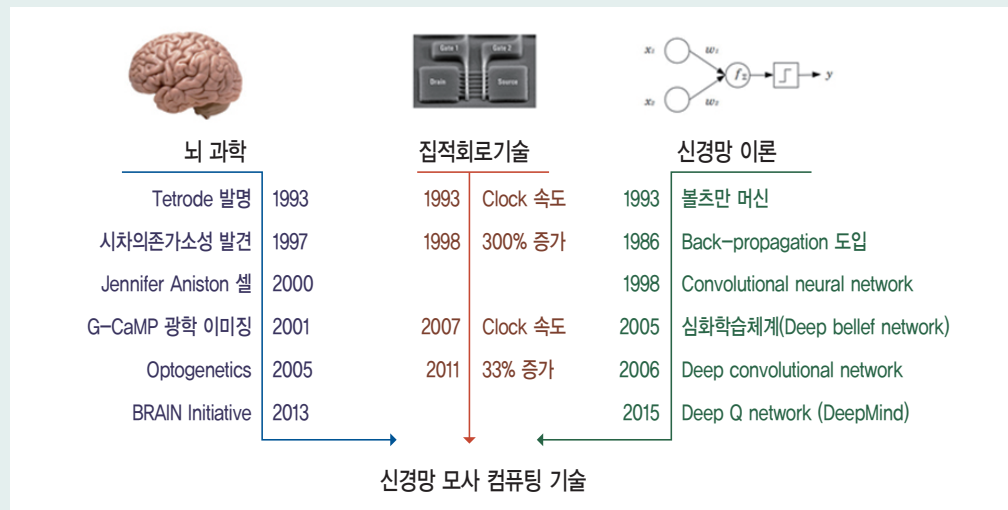 Gate 1
Gate 2
Drain
Source
x₁
w₁
x₂
w₂
fΣ
y
뇌 과학
집적회로기술
신경망 이론
Tetrode 발명 1993
시차의존가소성 발견 1997
Jennifer Aniston 셀 2000
G-CaMP 광학 이미징 2001
Optogenetics 2005
BRAIN Initiative 2013
1993 Clock 속도
1998 300% 증가
2007 Clock 속도
2011 33% 증가
1993 볼츠만 머신
1986 Back-propagation 도입
1998 Convolutional neural network
2005 심화학습체계(Deep bellef network)
2006 Deep convolutional network
2015 Deep Q network (DeepMind)
신경망 모사 컴퓨팅 기술